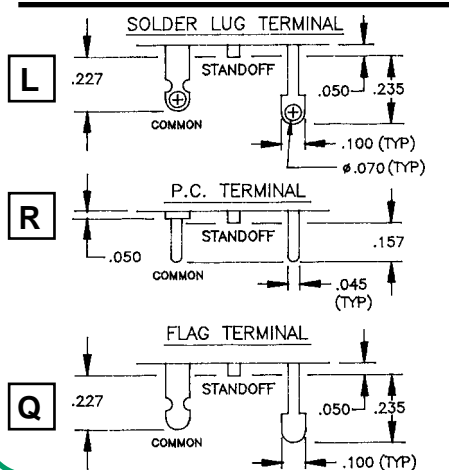 SOLDER LUG TERMINAL
L
.227
STANDOFF
.050
.235
COMMON
.100 (TYP)
ø.070 (TYP)
R
P.C. TERMINAL
STANDOFF
.157
.050
COMMON
.045
(TYP)
FLAG TERMINAL
Q
.227
STANDOFF
.050
.235
COMMON
.100 (TYP)